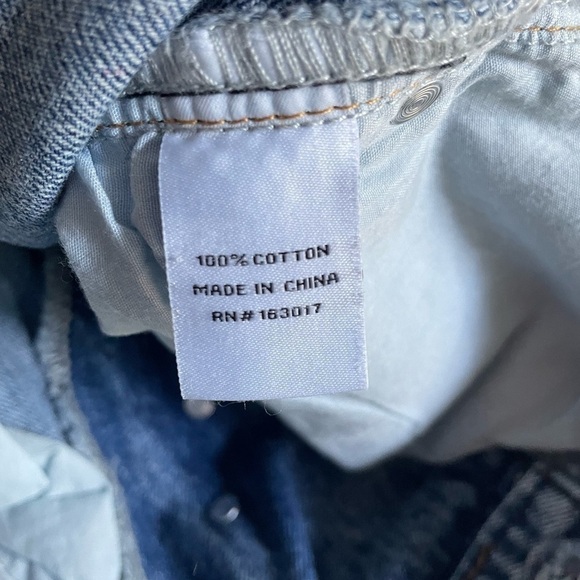 100% COTTON
MADE IN CHINA
RN# 163017